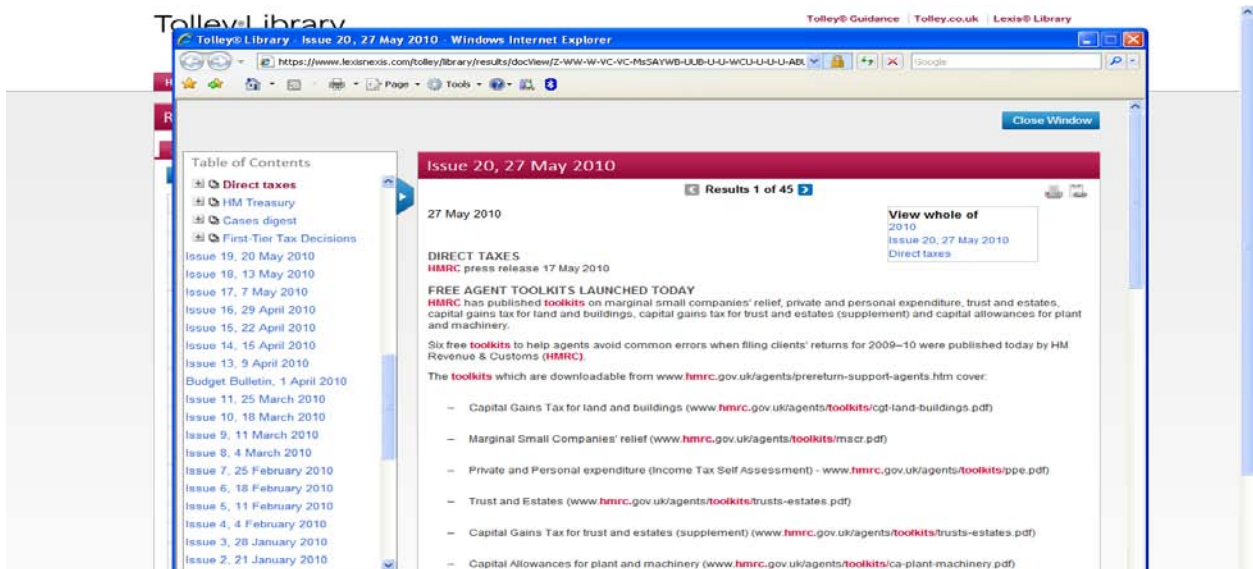 Tolley® Library
Tolley® Guidance Tolley.co.uk Lexis® Library
Tolley® Library - Issue 20, 27 May 2010 - Windows Internet Explorer
Google
Page Tools
Close Window
Table of Contents
Direct taxes
HM Treasury
Cases digest
First-Tier Tax Decisions
Issue 19, 20 May 2010
Issue 18, 13 May 2010
Issue 17, 7 May 2010
Issue 16, 29 April 2010
Issue 15, 22 April 2010
Issue 14, 15 April 2010
Issue 13, 9 April 2010
Budget Bulletin, 1 April 2010
Issue 11, 25 March 2010
Issue 10, 18 March 2010
Issue 9, 11 March 2010
Issue 8, 4 March 2010
Issue 7, 25 February 2010
Issue 6, 18 February 2010
Issue 5, 11 February 2010
Issue 4, 4 February 2010
Issue 3, 28 January 2010
Issue 2, 21 January 2010
Issue 20, 27 May 2010
Results 1 of 45
27 May 2010
View whole of
2010
Issue 20, 27 May 2010
Direct taxes
DIRECT TAXES
HMRC press release 17 May 2010
FREE AGENT TOOLKITS LAUNCHED TODAY
HMRC has published toolkits on marginal small companies' relief, private and personal expenditure, trust and estates,
capital gains tax for land and buildings, capital gains tax for trust and estates (supplement) and capital allowances for plant
and machinery.
Six free toolkits to help agents avoid common errors when filing clients' returns for 2009–10 were published today by HM
Revenue & Customs (HMRC).
The toolkits which are downloadable from www.hmrc.gov.uk/agents/prereturn-support-agents.htm cover:
– Capital Gains Tax for land and buildings (www.hmrc.gov.uk/agents/toolkits/cgt-land-buildings.pdf)
– Marginal Small Companies' relief (www.hmrc.gov.uk/agents/toolkits/mscr.pdf)
– Private and Personal expenditure (Income Tax Self Assessment) - www.hmrc.gov.uk/agents/toolkits/ppe.pdf)
– Trust and Estates (www.hmrc.gov.uk/agents/toolkits/trusts-estates.pdf)
– Capital Gains Tax for trust and estates (supplement) (www.hmrc.gov.uk/agents/toolkits/trusts-estates.pdf)
– Capital Allowances for plant and machinery (www.hmrc.gov.uk/agents/toolkits/ca-plant-machinery.pdf)